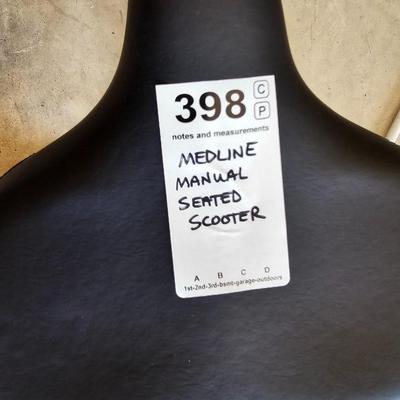 398 C
P
notes and measurements
MEDLINE
MANUAL
SEATED
SCOOTER
A B C D
1st-2nd-3rd-bsmt-garage-outdoors